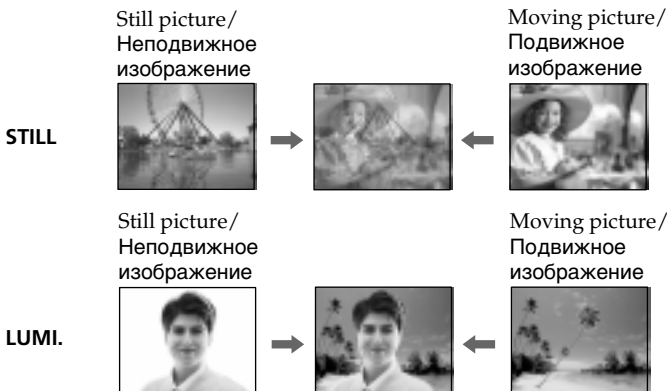 Still picture/
Неподвижное
изображение
Moving picture/
Подвижное
изображение
STILL
Still picture/
Неподвижное
изображение
Moving picture/
Подвижное
изображение
LUMI.